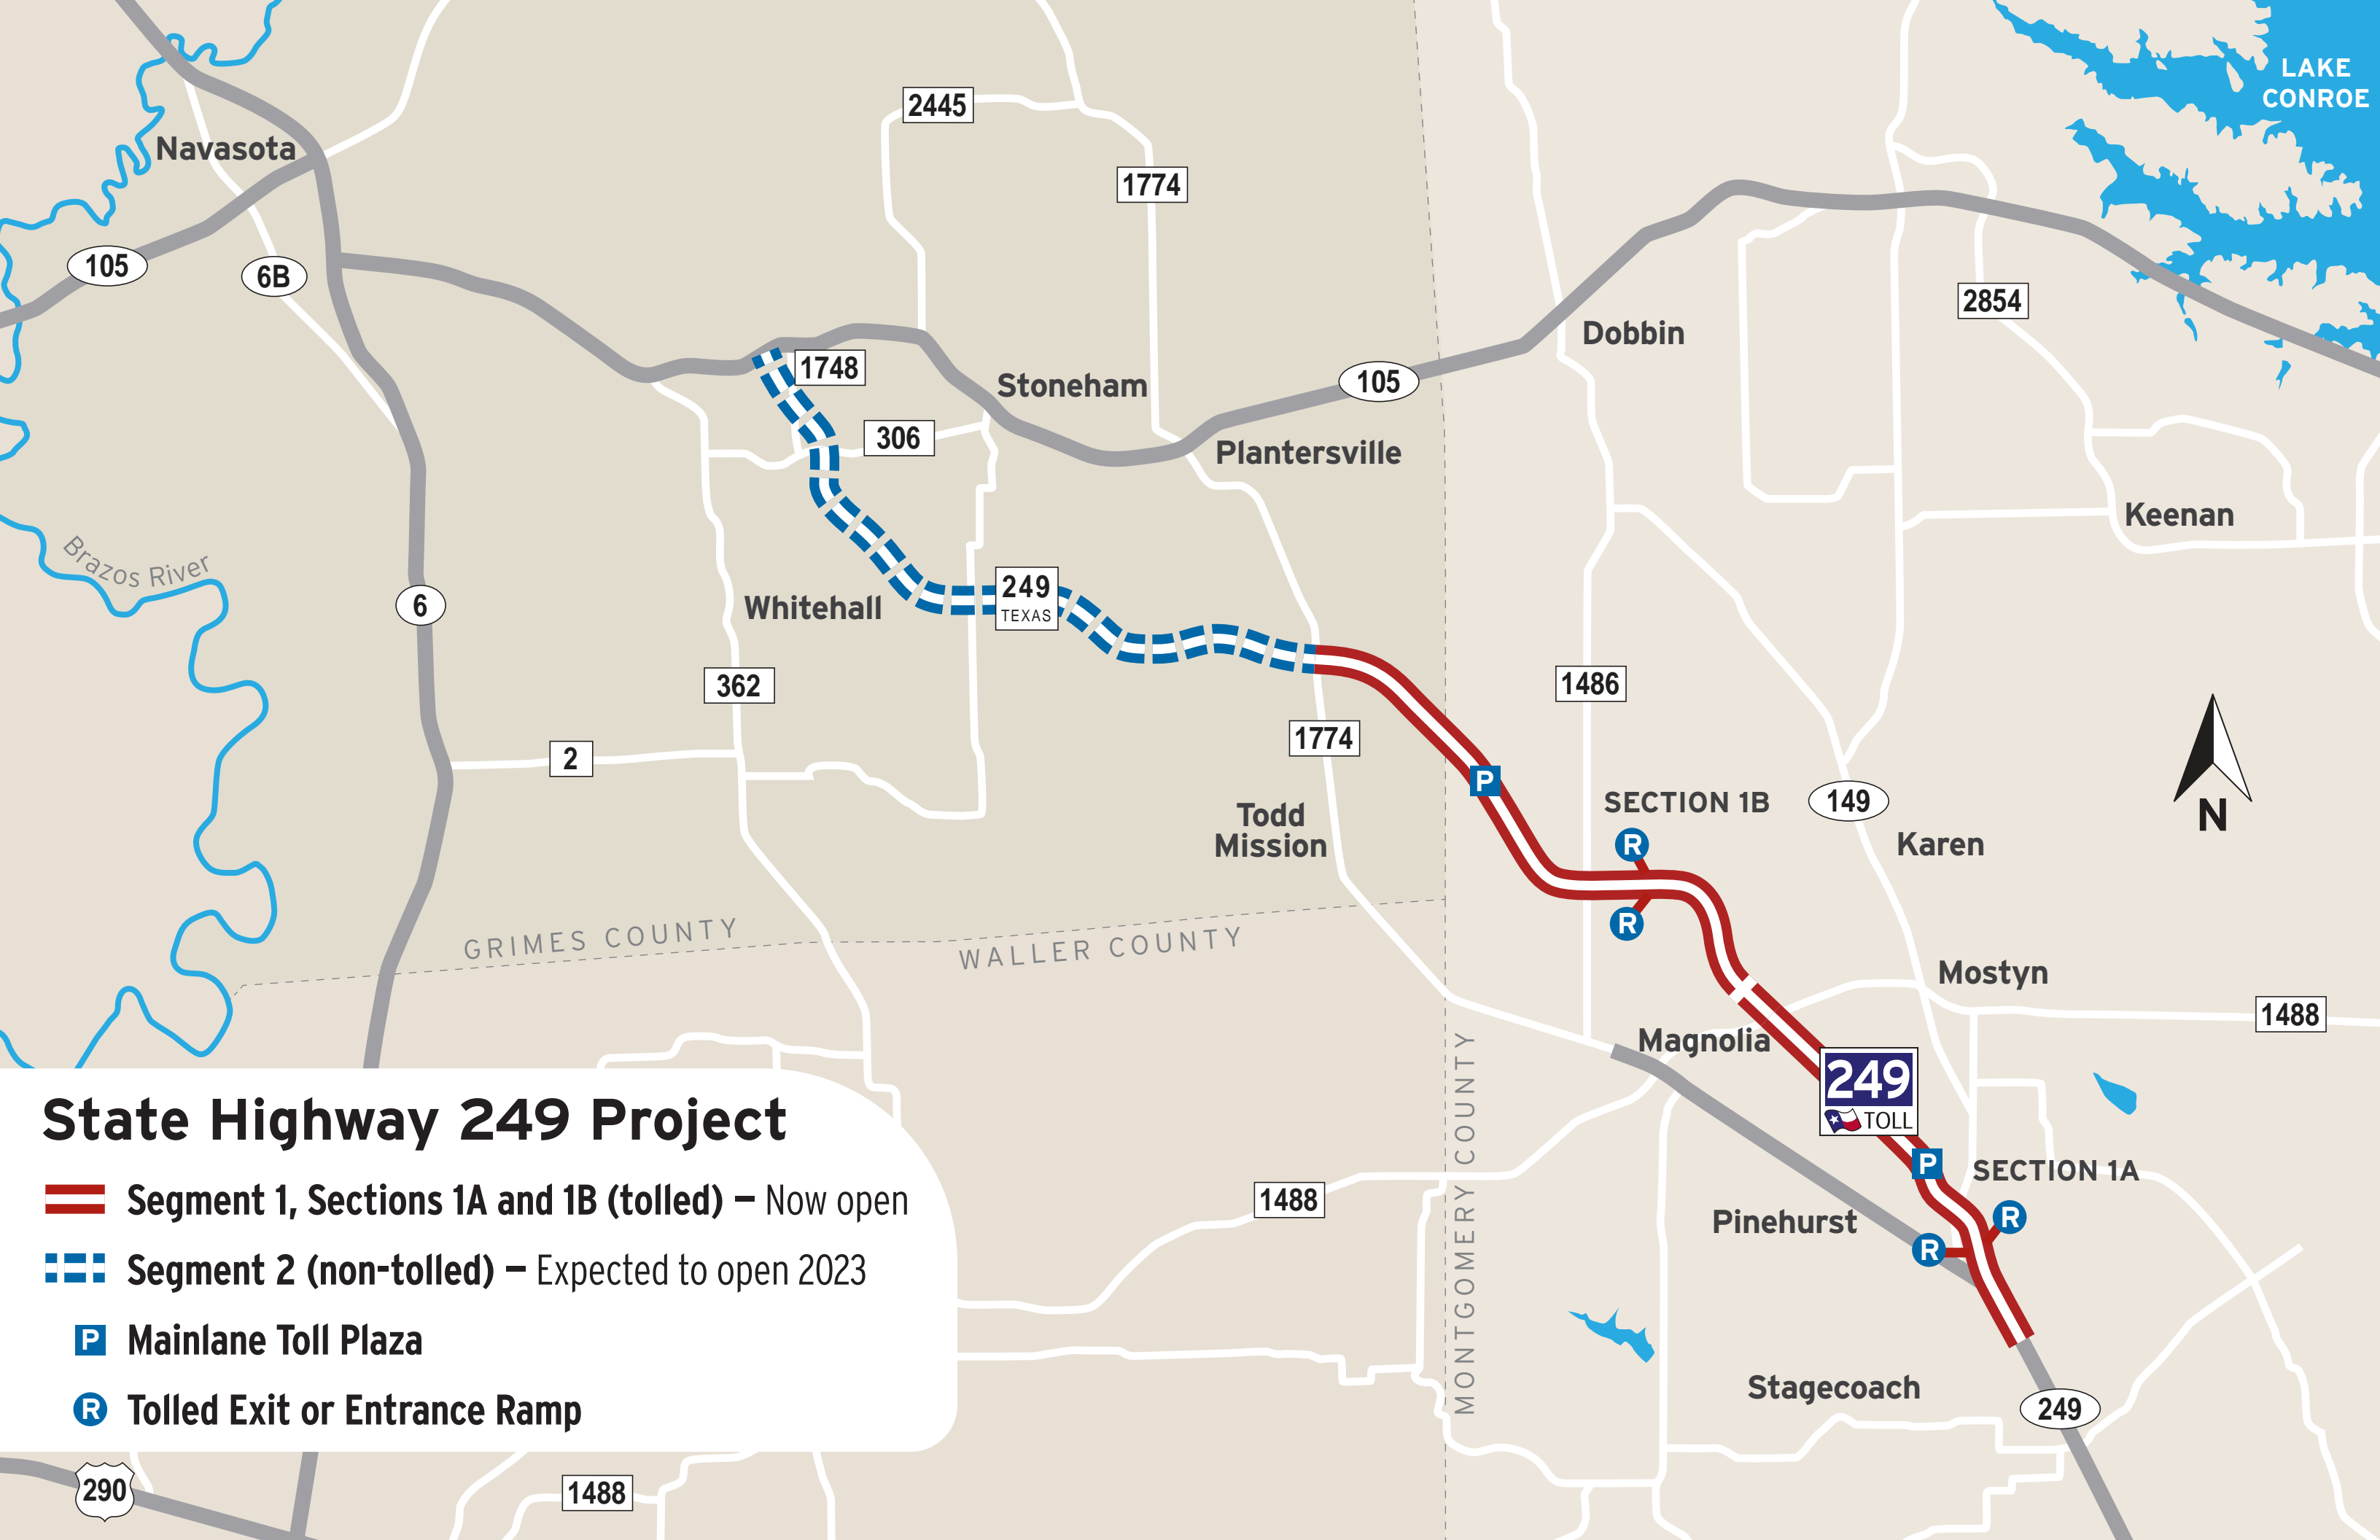 LAKE
CONROE
2445
Navasota
1774
105
6B
2854
Dobbin
1748
Stoneham
105
306
Plantersville
Keenan
Brazos River
249
TEXAS
6
Whitehall
362
1486
1774
2
P
SECTION 1B
149
N
Todd
Mission
R
Karen
R
GRIMES COUNTY
WALLER COUNTY
Mostyn
1488
Magnolia
249
TOLL
MONTGOMERY COUNTY
P
SECTION 1A
1488
Pinehurst
R
R
Stagecoach
249
State Highway 249 Project
Segment 1, Sections 1A and 1B (tolled) — Now open
Segment 2 (non-tolled) — Expected to open 2023
P Mainlane Toll Plaza
R Tolled Exit or Entrance Ramp
290
1488